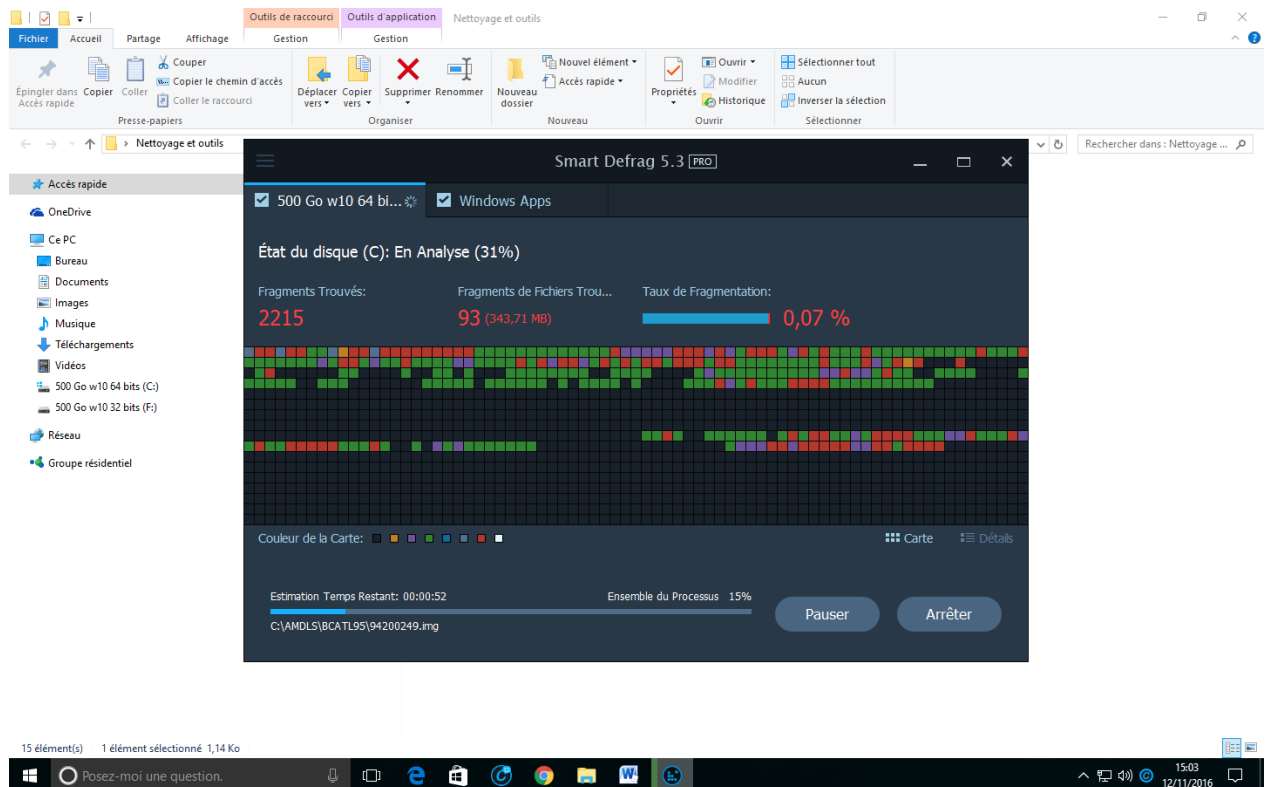 Outils de raccourci Outils d'application Nettoyage et outils
Fichier Accueil Partage Affichage Gestion Gestion
Épingler dans Accès rapide
Copier
Coller
Couper
Copier le chemin d'accès
Coller le raccourci
Presse-papiers
Déplacer vers
Copier vers
Supprimer
Renommer
Organiser
Nouveau dossier
Nouvel élément
Accès rapide
Nouveau
Propriétés
Ouvrir
Modifier
Historique
Ouvrir
Sélectionner tout
Aucun
Inverser la sélection
Sélectionner
Nettoyage et outils
Rechercher dans : Nettoyage ...
Accès rapide
OneDrive
Ce PC
Bureau
Documents
Images
Musique
Téléchargements
Vidéos
500 Go w10 64 bits (C:)
500 Go w10 32 bits (F:)
Réseau
Groupe résidentiel
Smart Defrag 5.3 PRO
500 Go w10 64 bi... Windows Apps
État du disque (C): En Analyse (31%)
Fragments Trouvés: Fragments de Fichiers Trou... Taux de Fragmentation:
2215 93 (343,71 MB) 0,07 %
Couleur de la Carte: Carte Détails
Estimation Temps Restant: 00:00:52 Ensemble du Processus 15%
C:\AMDLS\BCATL95\94200249.img
Pauser Arrêter
15 élément(s) 1 élément sélectionné 1,14 Ko
Posez-moi une question.
15:03
12/11/2016